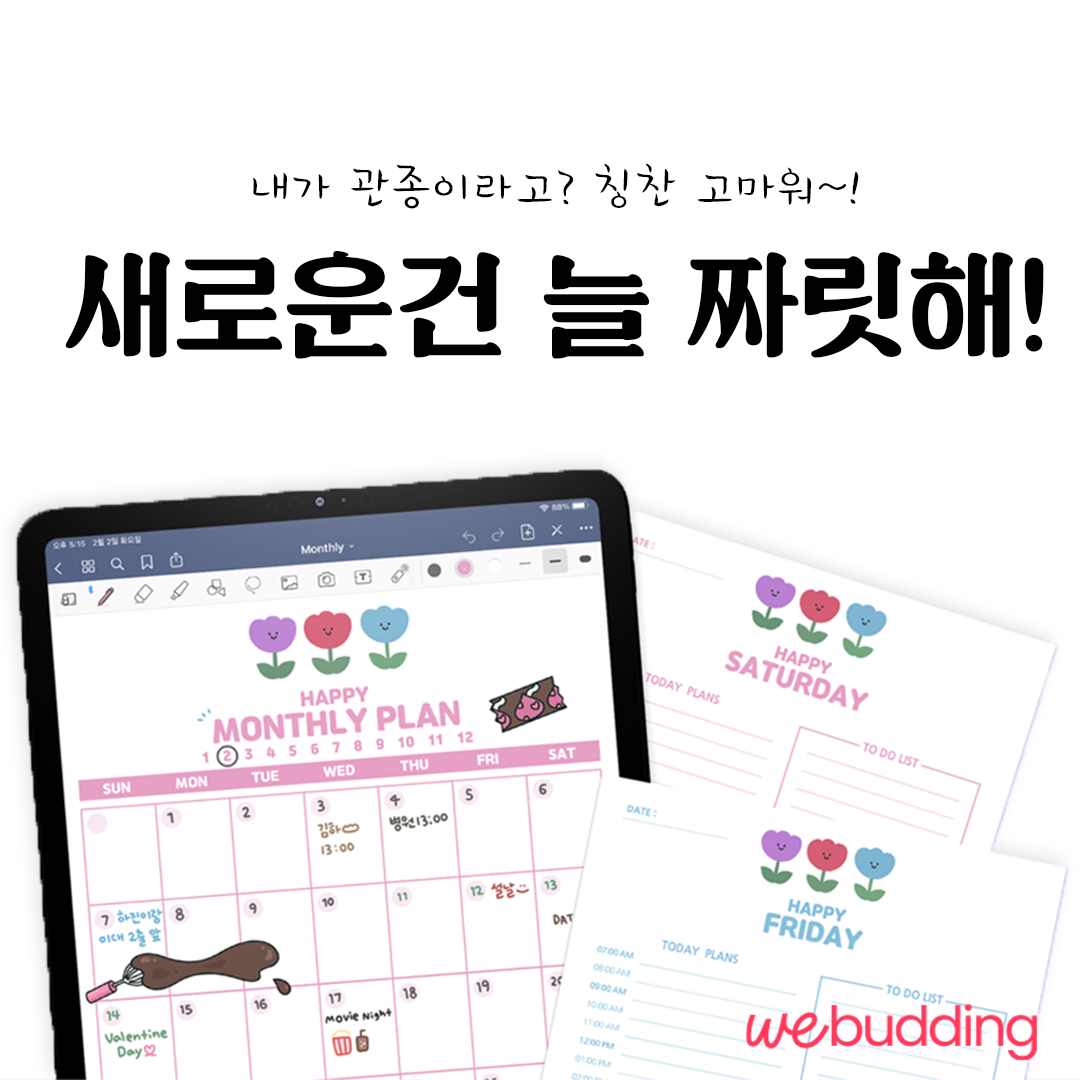 내가 관종이라고? 칭찬 고마워~!
새로운건 늘 짜릿해!
오후 5:15 2월 2일 화요일
88%
Monthly
T
HAPPY
MONTHLY PLAN
1 2 3 4 5 6 7 8 9 10 11 12
SUN MON TUE WED THU FRI SAT
1 2 3 4 5 6
김하
13:00
병원 13:00
7 8 9 10 11 12 13
하진이랑
이대 2출 앞
설날
DAT
14 15 16 17 18 19 20
Valentine
Day
Movie Night
ATE :
HAPPY
SATURDAY
TODAY PLANS
TO DO LIST
DATE :
HAPPY
FRIDAY
TODAY PLANS
TO DO LIST
07:00 AM
08:00 AM
09:00 AM
10:00 AM
11:00 AM
12:00 PM
01:00 PM
02:00
webudding